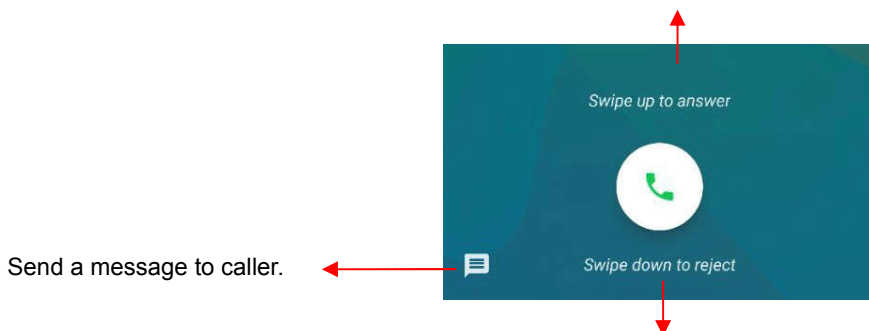 Swipe up to answer
Send a message to caller.
Swipe down to reject